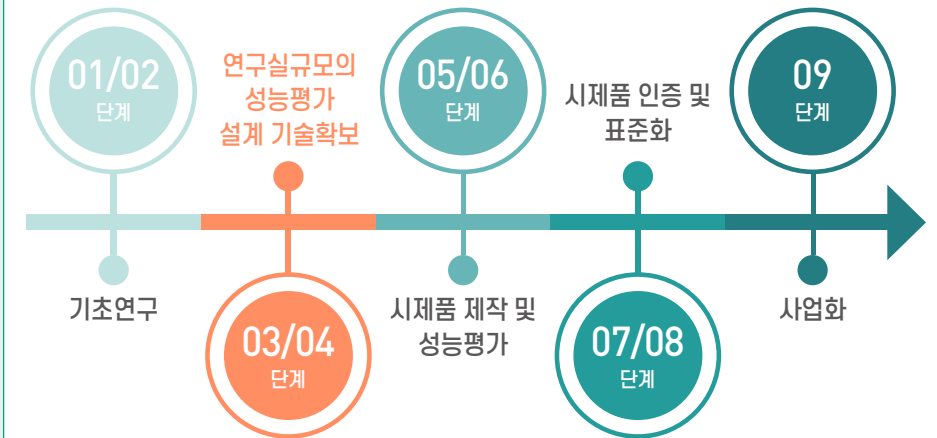 01/02
단계
기초연구
연구실규모의
성능평가
설계 기술확보
03/04
단계
05/06
단계
시제품 제작 및
성능평가
시제품 인증 및
표준화
07/08
단계
09
단계
사업화